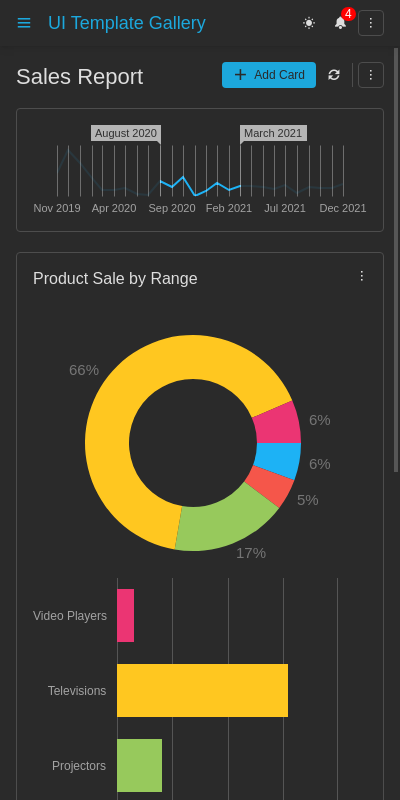 UI Template Gallery
4
Sales Report
Add Card
August 2020
March 2021
Nov 2019 Apr 2020 Sep 2020 Feb 2021 Jul 2021 Dec 2021
Product Sale by Range
66%
6%
6%
5%
17%
Video Players
Televisions
Projectors